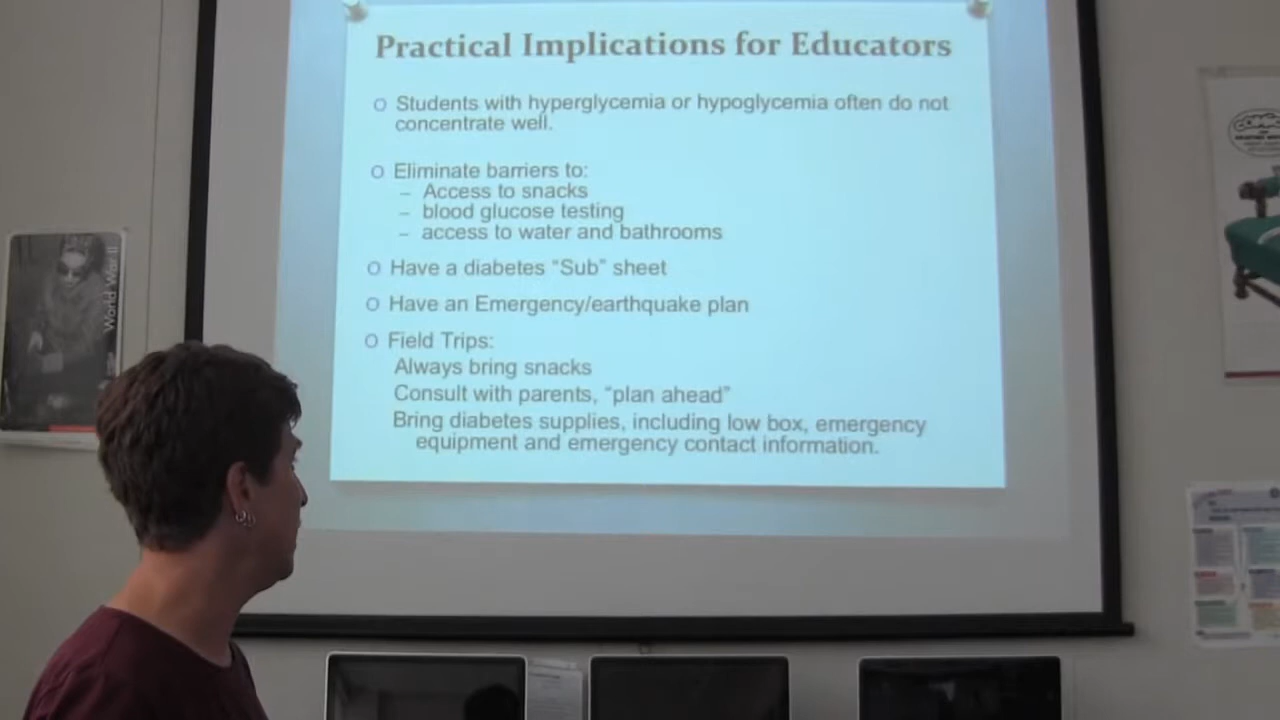 Practical Implications for Educators
o Students with hyperglycemia or hypoglycemia often do not
concentrate well.
o Eliminate barriers to:
– Access to snacks
– blood glucose testing
– access to water and bathrooms
o Have a diabetes “Sub” sheet
o Have an Emergency/earthquake plan
o Field Trips:
Always bring snacks
Consult with parents, “plan ahead”
Bring diabetes supplies, including low box, emergency
equipment and emergency contact information.
World War II